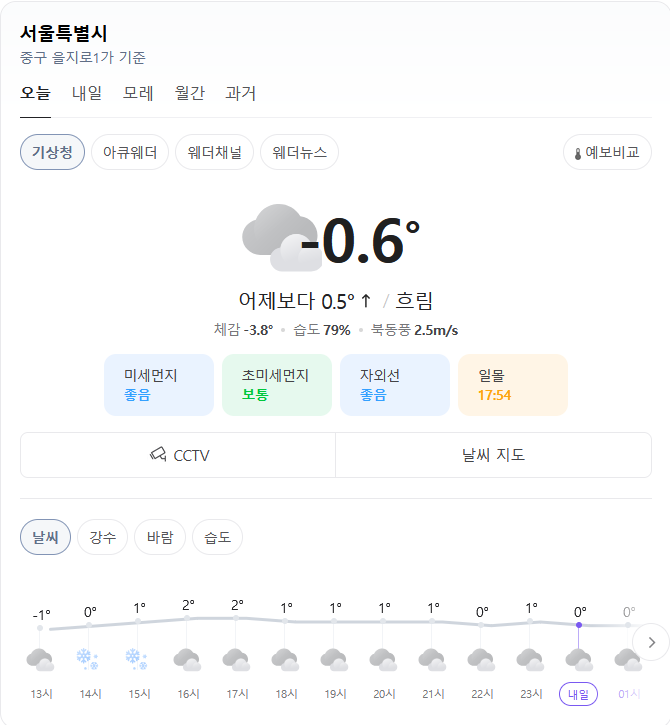 서울특별시
중구 을지로1가 기준
오늘 내일 모레 월간 과거
기상청 아큐웨더 웨더채널 웨더뉴스 예보비교
-0.6°
어제보다 0.5° ↑ / 흐림
체감 -3.8° 습도 79% 북동풍 2.5m/s
미세먼지 초미세먼지 자외선 일몰
좋음 보통 좋음 17:54
CCTV 날씨 지도
날씨 강수 바람 습도
-1° 0° 1° 2° 2° 1° 1° 1° 1° 0° 1° 0° 0°
13시 14시 15시 16시 17시 18시 19시 20시 21시 22시 23시 내일 01시